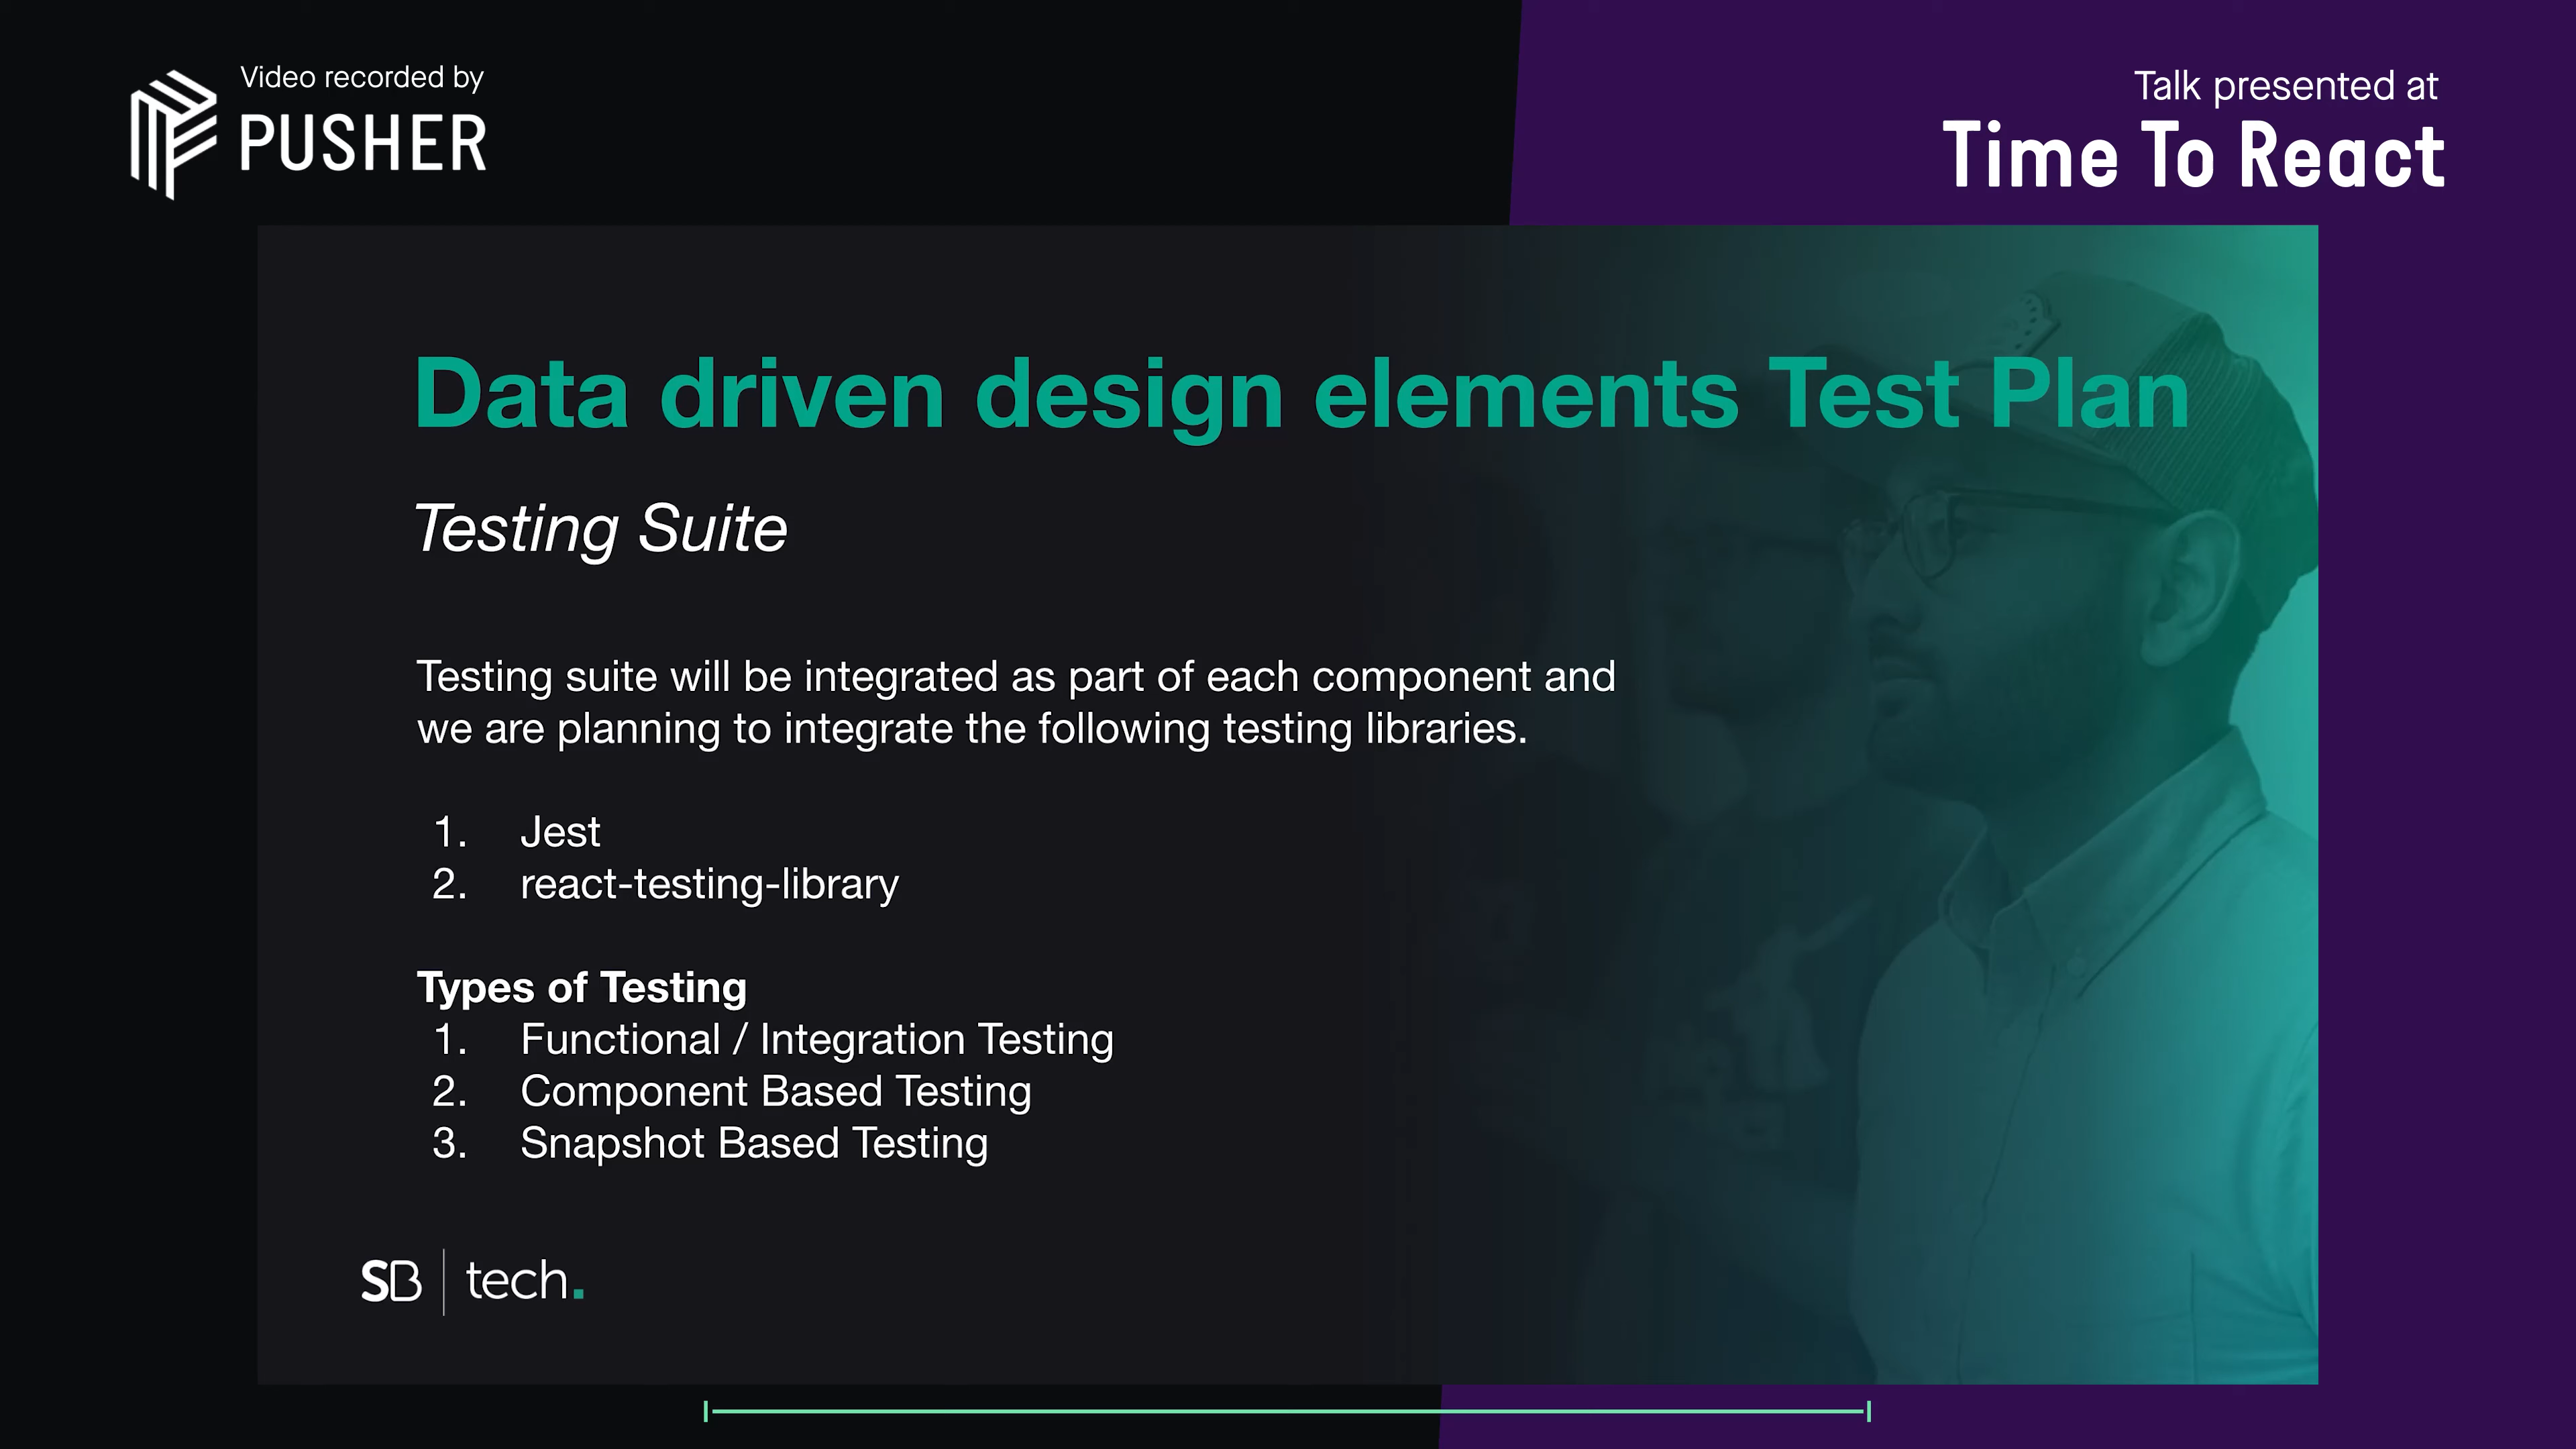 Video recorded by
PUSHER
Talk presented at
Time To React
Data driven design elements Test Plan
Testing Suite
Testing suite will be integrated as part of each component and
we are planning to integrate the following testing libraries.
1. Jest
2. react-testing-library
Types of Testing
1. Functional / Integration Testing
2. Component Based Testing
3. Snapshot Based Testing
SB | tech.